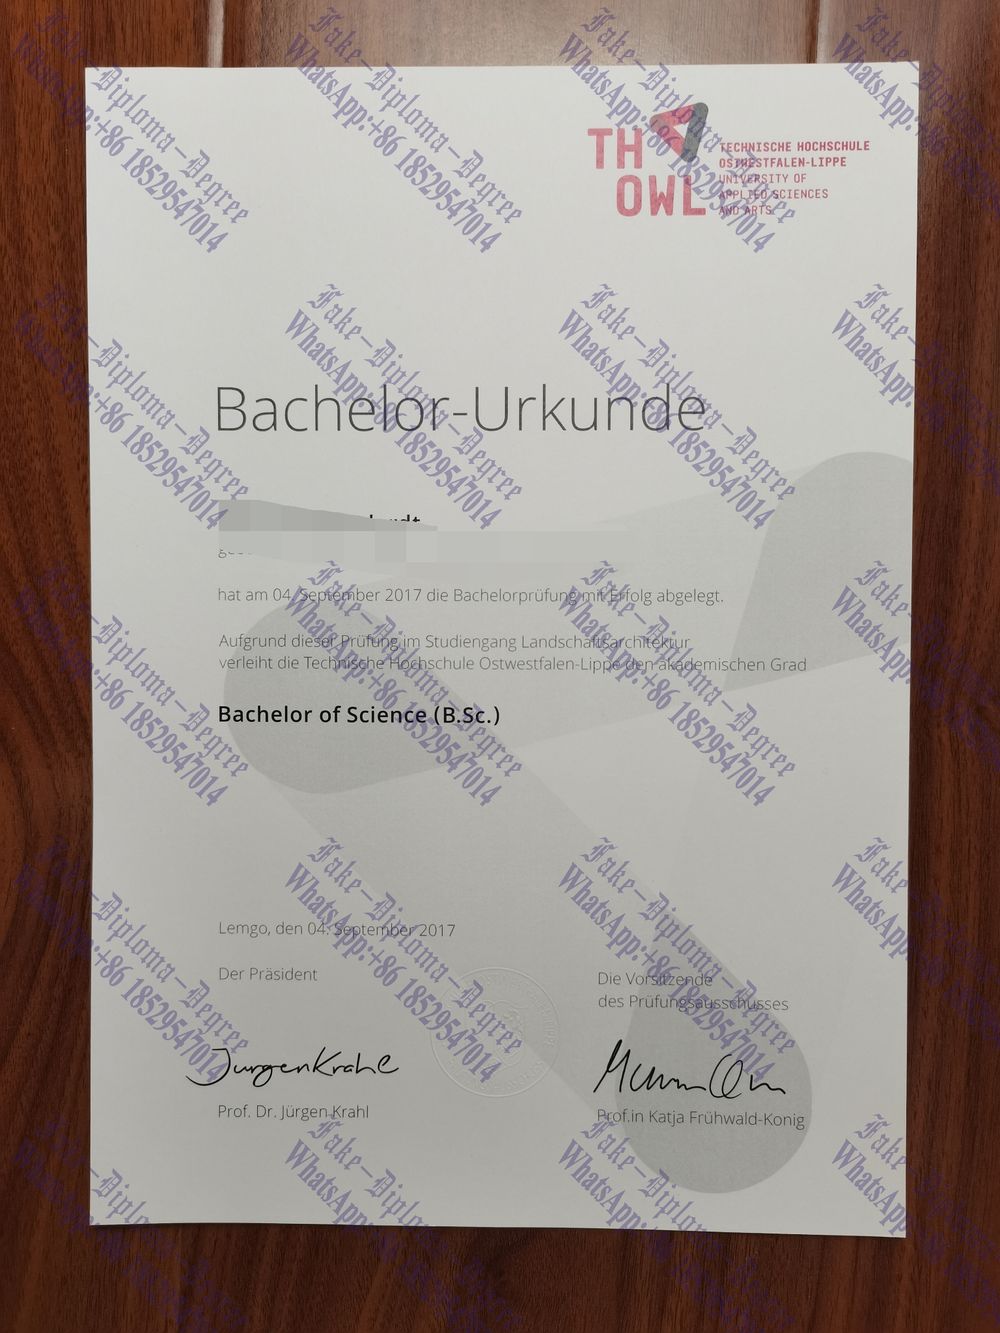 TH
OWL
TECHNISCHE HOCHSCHULE
OSTWESTFALEN-LIPPE
UNIVERSITY OF
APPLIED SCIENCES
AND ARTS
Bachelor-Urkunde
hat am 04. September 2017 die Bachelorprüfung mit Erfolg abgelegt.
Aufgrund dieser Prüfung im Studiengang Landschaftsarchitektur
verleiht die Technische Hochschule Ostwestfalen-Lippe den akademischen Grad
Bachelor of Science (B.Sc.)
Lemgo, den 04. September 2017
Der Präsident
Die Vorsitzende
des Prüfungsausschusses
Jurgen Krahl
Prof. Dr. Jürgen Krahl
Prof.in Katja Frühwald-Konig
Fake-Diploma-Degree
WhatsApp:+86 18529547014